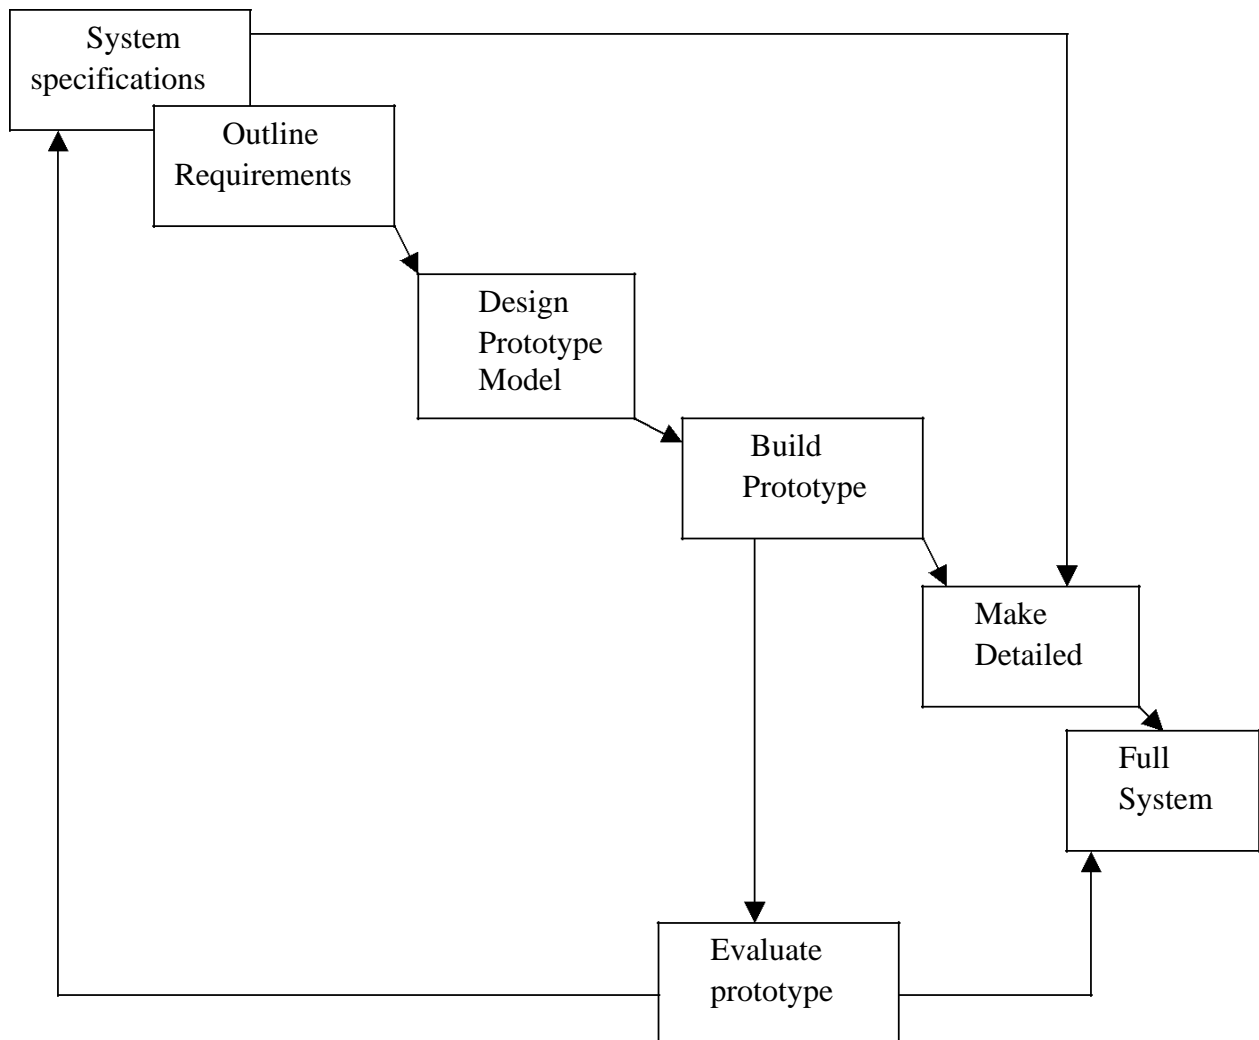 System
specifications
Outline
Requirements
Design
Prototype
Model
Build
Prototype
Make
Detailed
Full
System
Evaluate
prototype